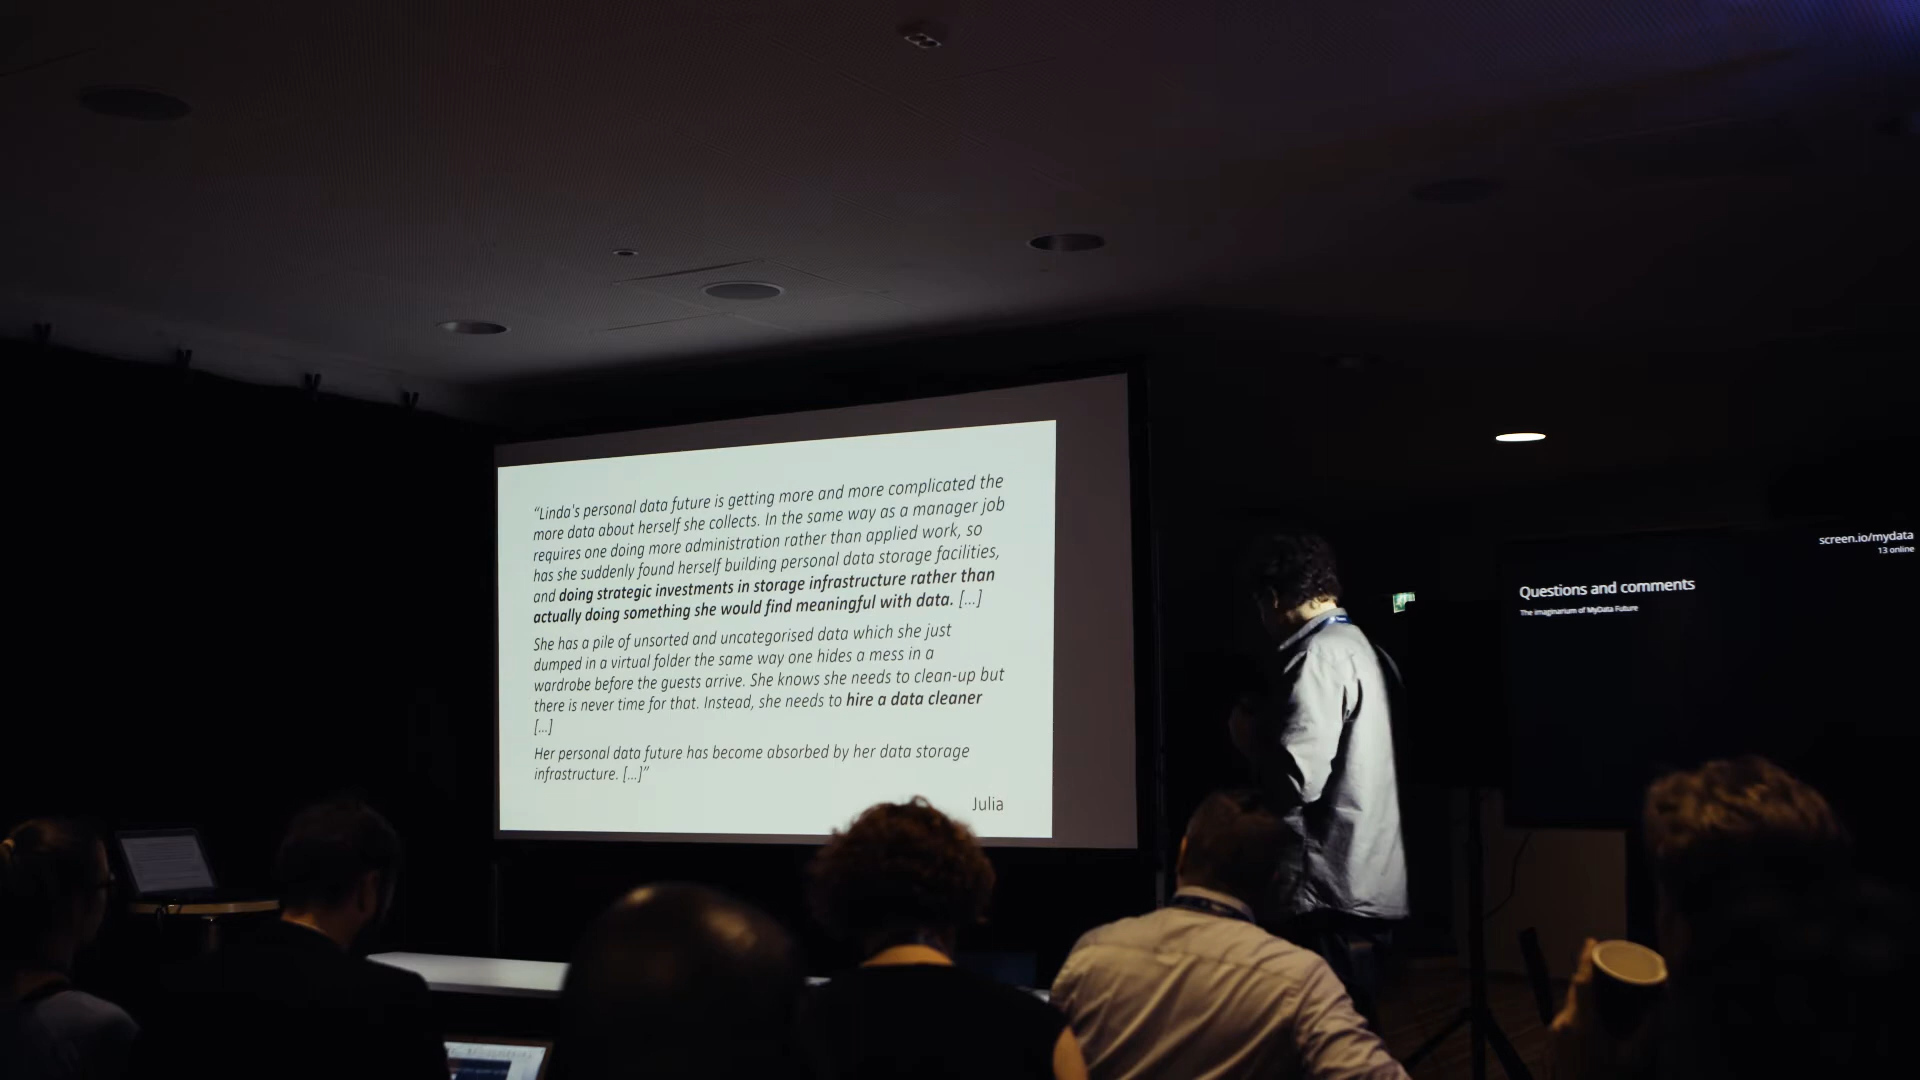 “Linda's personal data future is getting more and more complicated the
more data about herself she collects. In the same way as a manager job
requires one doing more administration rather than applied work, so
has she suddenly found herself building personal data storage facilities,
and doing strategic investments in storage infrastructure rather than
actually doing something she would find meaningful with data. [...]
She has a pile of unsorted and uncategorised data which she just
dumped in a virtual folder the same way one hides a mess in a
wardrobe before the guests arrive. She knows she needs to clean-up but
there is never time for that. Instead, she needs to hire a data cleaner
[...]
Her personal data future has become absorbed by her data storage
infrastructure. [...]”
Julia
screen.io/mydata
13 online
Questions and comments
The imaginarium of MyData Future